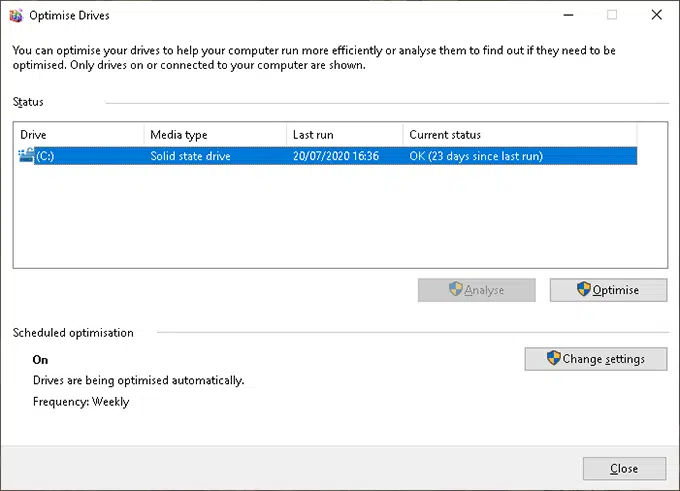 Optimise Drives
You can optimise your drives to help your computer run more efficiently or analyse them to find out if they need to be
optimised. Only drives on or connected to your computer are shown.
Status
Drive Media type Last run Current status
(C:) Solid state drive 20/07/2020 16:36 OK (23 days since last run)
Analyse Optimise
Scheduled optimisation
On Change settings
Drives are being optimised automatically.
Frequency: Weekly
Close